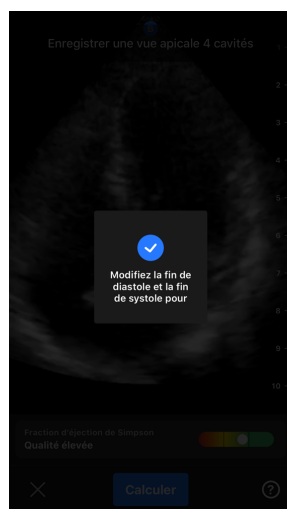 Enregistrer une vue apicale 4 cavités
2
3
4
5
6
Modifiez la fin de
diastole et la fin
de systole pour
7
8
9
10
Fraction d'éjection de Simpson
Qualité élevée
Calculer
?